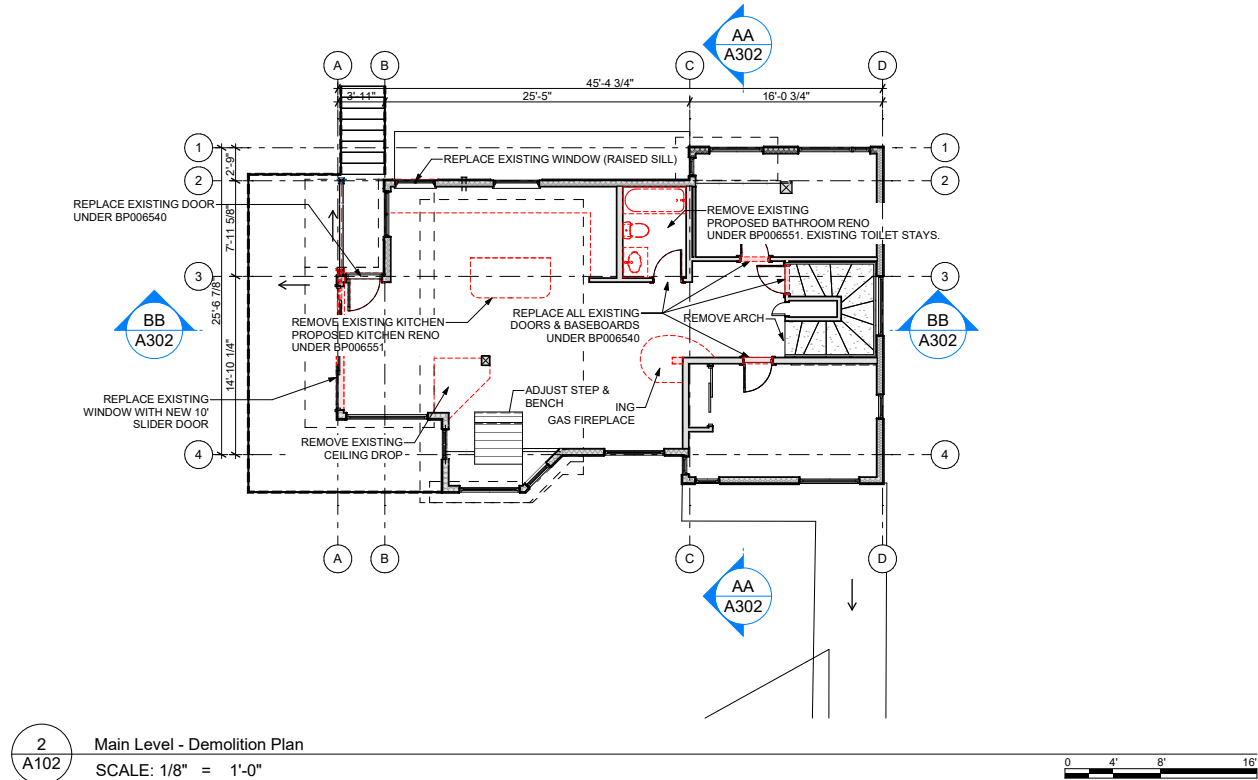 AA
A302
A
B
C
D
45'-4 3/4"
3'-11"
25'-5"
16'-0 3/4"
1
1
2'-9"
REPLACE EXISTING WINDOW (RAISED SILL)
2
2
REPLACE EXISTING DOOR
UNDER BP006540
REMOVE EXISTING
PROPOSED BATHROOM RENO
UNDER BP006551. EXISTING TOILET STAYS.
7'-11 5/8"
3
3
25'-6 7/8"
BB
A302
REMOVE EXISTING KITCHEN
PROPOSED KITCHEN RENO
UNDER BP006551
REPLACE ALL EXISTING
DOORS & BASEBOARDS
UNDER BP006540
REMOVE ARCH
BB
A302
14'-10 1/4"
REPLACE EXISTING
WINDOW WITH NEW 10'
SLIDER DOOR
ADJUST STEP &
BENCH
ING
GAS FIREPLACE
REMOVE EXISTING
CEILING DROP
4
4
A
B
C
D
AA
A302
2
A102
Main Level - Demolition Plan
SCALE: 1/8" = 1'-0"
0 4' 8' 16'